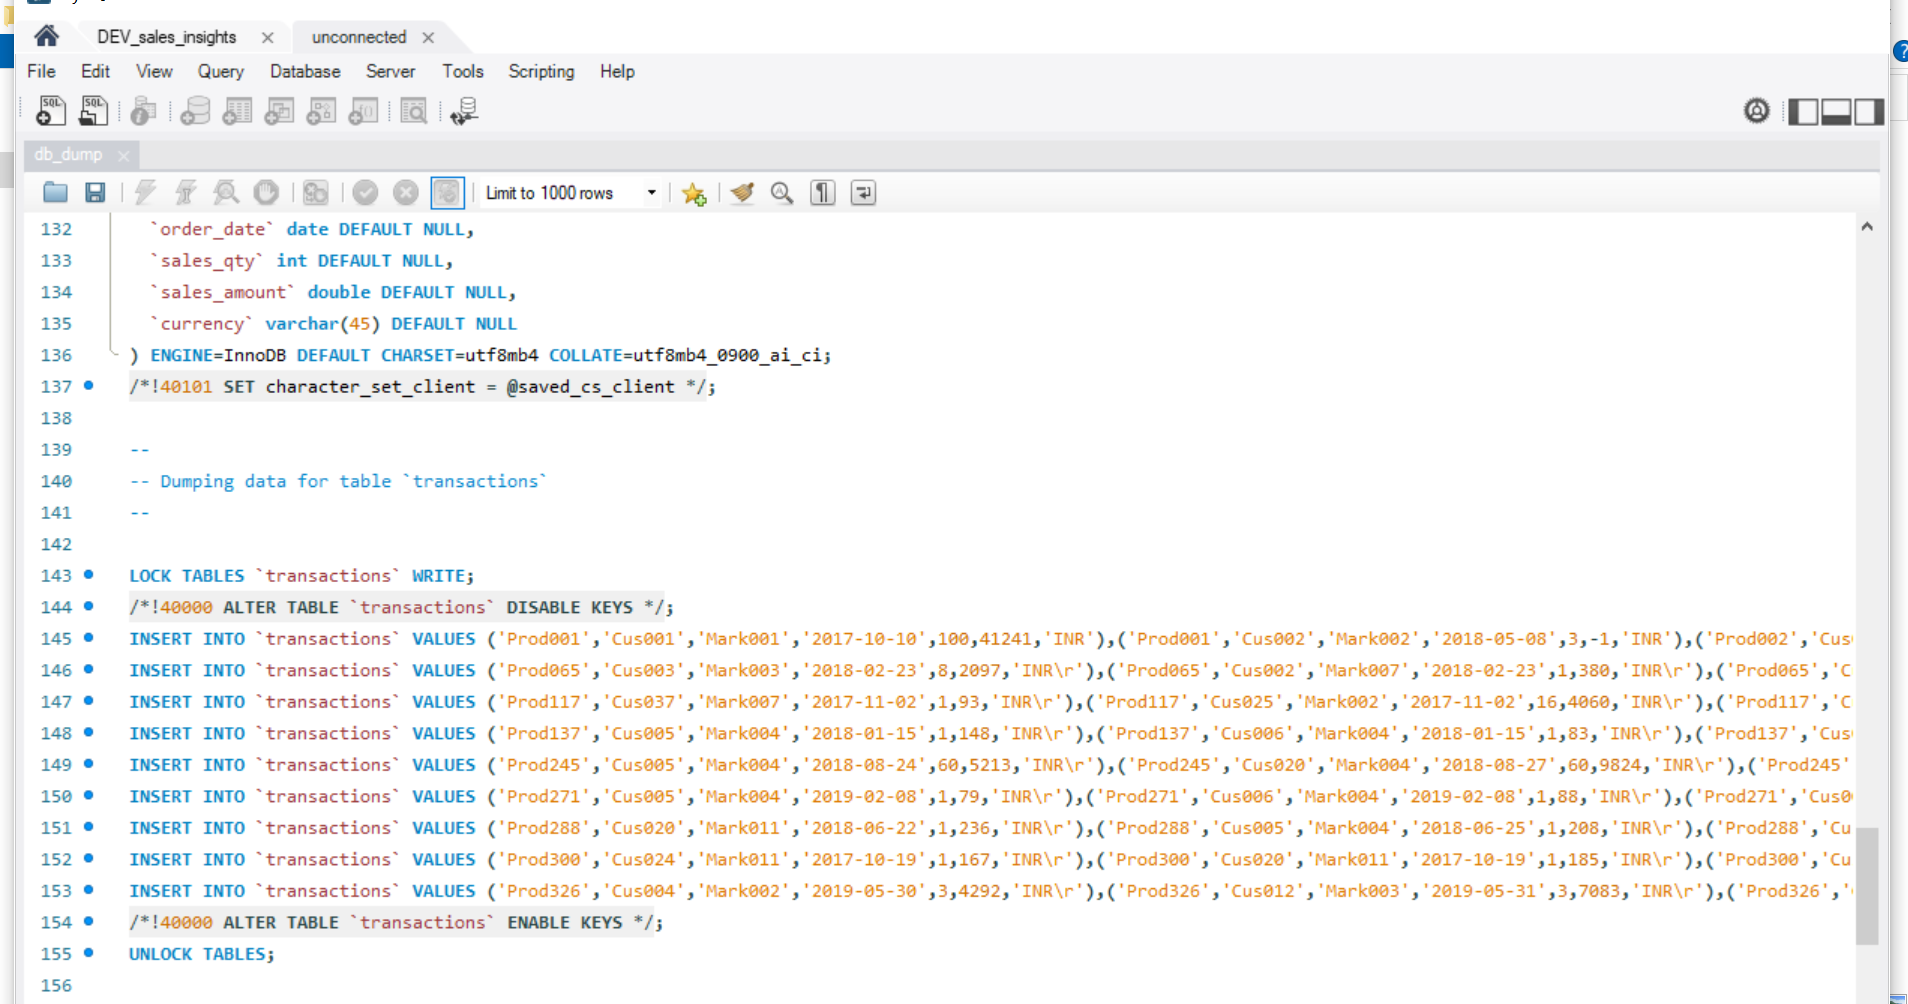 DEV_sales_insights × unconnected ×
File Edit View Query Database Server Tools Scripting Help
SQL SQL
db_dump ×
Limit to 1000 rows
132 `order_date` date DEFAULT NULL,
133 `sales_qty` int DEFAULT NULL,
134 `sales_amount` double DEFAULT NULL,
135 `currency` varchar(45) DEFAULT NULL
136 ) ENGINE=InnoDB DEFAULT CHARSET=utf8mb4 COLLATE=utf8mb4_0900_ai_ci;
137 /*!40101 SET character_set_client = @saved_cs_client */;
138
139 --
140 -- Dumping data for table `transactions`
141 --
142
143 LOCK TABLES `transactions` WRITE;
144 /*!40000 ALTER TABLE `transactions` DISABLE KEYS */;
145 INSERT INTO `transactions` VALUES ('Prod001','Cus001','Mark001','2017-10-10',100,41241,'INR'),('Prod001','Cus002','Mark002','2018-05-08',3,-1,'INR'),('Prod002','Cus
146 INSERT INTO `transactions` VALUES ('Prod065','Cus003','Mark003','2018-02-23',8,2097,'INR\r'),('Prod065','Cus002','Mark007','2018-02-23',1,380,'INR\r'),('Prod065','C
147 INSERT INTO `transactions` VALUES ('Prod117','Cus037','Mark007','2017-11-02',1,93,'INR\r'),('Prod117','Cus025','Mark002','2017-11-02',16,4060,'INR\r'),('Prod117','C
148 INSERT INTO `transactions` VALUES ('Prod137','Cus005','Mark004','2018-01-15',1,148,'INR\r'),('Prod137','Cus006','Mark004','2018-01-15',1,83,'INR\r'),('Prod137','Cus
149 INSERT INTO `transactions` VALUES ('Prod245','Cus005','Mark004','2018-08-24',60,5213,'INR\r'),('Prod245','Cus020','Mark004','2018-08-27',60,9824,'INR\r'),('Prod245'
150 INSERT INTO `transactions` VALUES ('Prod271','Cus005','Mark004','2019-02-08',1,79,'INR\r'),('Prod271','Cus006','Mark004','2019-02-08',1,88,'INR\r'),('Prod271','Cus0
151 INSERT INTO `transactions` VALUES ('Prod288','Cus020','Mark011','2018-06-22',1,236,'INR\r'),('Prod288','Cus005','Mark004','2018-06-25',1,208,'INR\r'),('Prod288','Cu
152 INSERT INTO `transactions` VALUES ('Prod300','Cus024','Mark011','2017-10-19',1,167,'INR\r'),('Prod300','Cus020','Mark011','2017-10-19',1,185,'INR\r'),('Prod300','Cu
153 INSERT INTO `transactions` VALUES ('Prod326','Cus004','Mark002','2019-05-30',3,4292,'INR\r'),('Prod326','Cus012','Mark003','2019-05-31',3,7083,'INR\r'),('Prod326','
154 /*!40000 ALTER TABLE `transactions` ENABLE KEYS */;
155 UNLOCK TABLES;
156